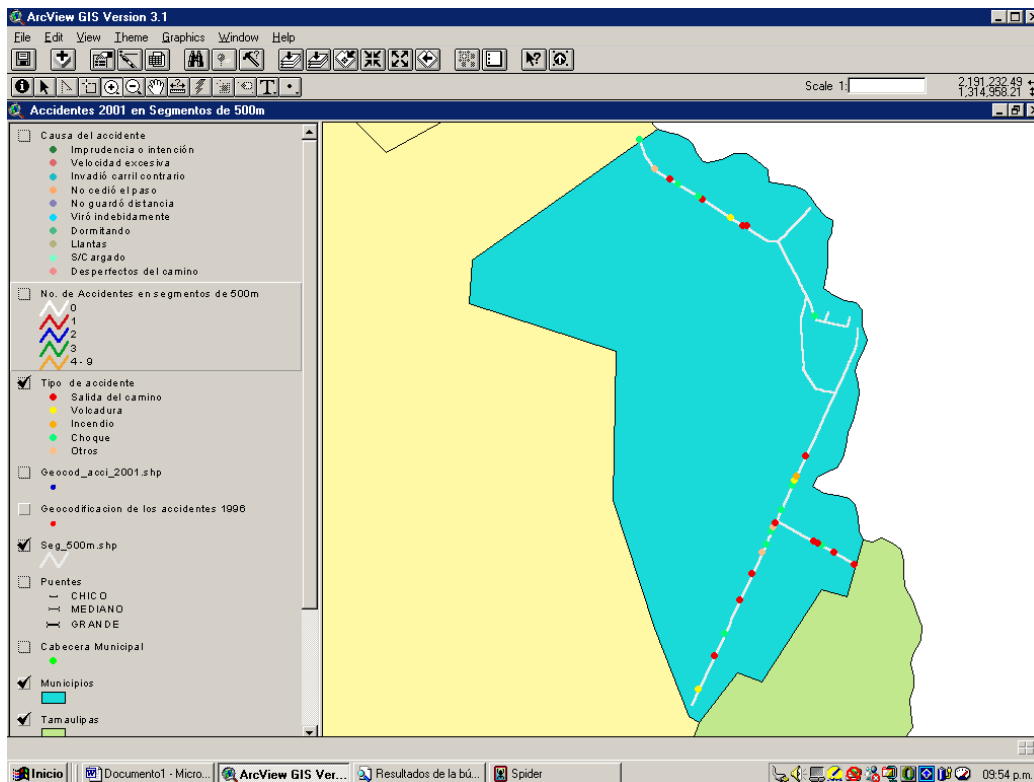 ArcView GIS Version 3.1
File Edit View Theme Graphics Window Help
Scale 1:
2,191,232.49
1,314,958.21
Accidentes 2001 en Segmentos de 500m
Causa del accidente
Imprudencia o intención
Velocidad excesiva
Invadió carril contrario
No cedió el paso
No guardó distancia
Viró indebidamente
Dormitando
Llantas
S/Cargado
Desperfectos del camino
No. de Accidentes en segmentos de 500m
0
1
2
3
4 - 9
Tipo de accidente
Salida del camino
Volcadura
Incendio
Choque
Otros
Geocod_acci_2001.shp
Geocodificacion de los accidentes 1996
Seg_500m.shp
Puentes
CHICO
MEDIANO
GRANDE
Cabecera Municipal
Municipios
Tamaulipas
Inicio Documento1 - Micro... ArcView GIS Ver... Resultados de la bú... Spider 09:54 p.m.